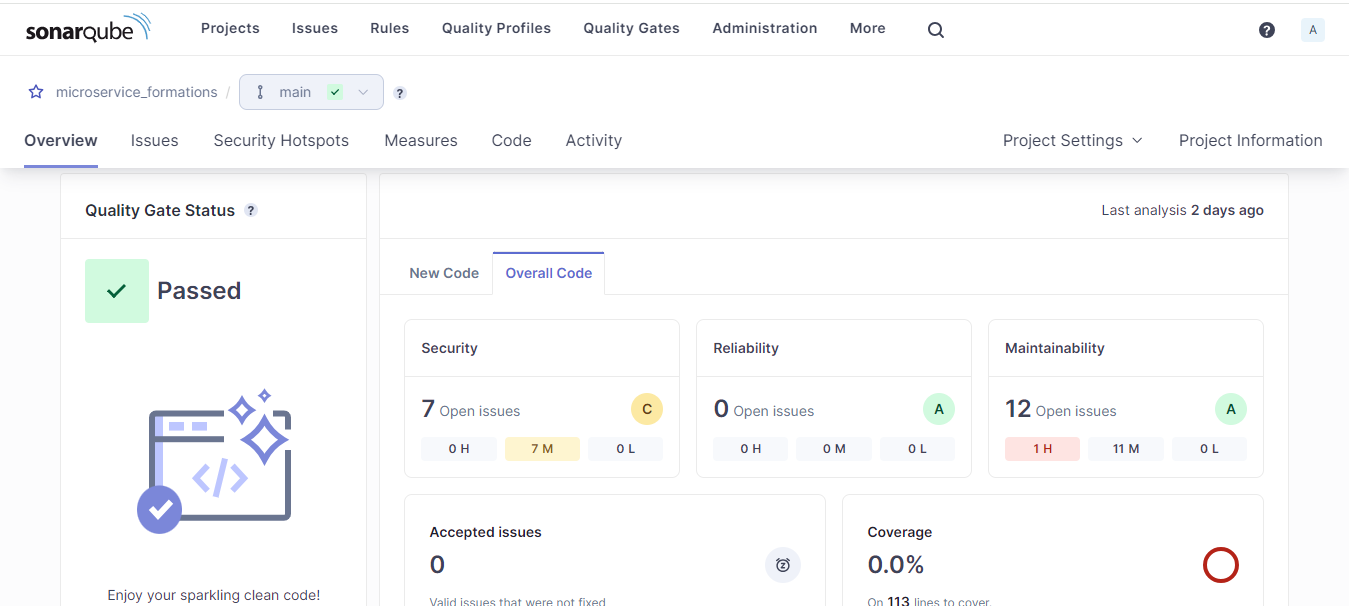 sonarqube Projects Issues Rules Quality Profiles Quality Gates Administration More ? A
microservice_formations / main ?
Overview Issues Security Hotspots Measures Code Activity Project Settings Project Information
Quality Gate Status ?
Last analysis 2 days ago
Passed
New Code Overall Code
Security
7 Open issues C
0 H 7 M 0 L
Reliability
0 Open issues A
0 H 0 M 0 L
Maintainability
12 Open issues A
1 H 11 M 0 L
Accepted issues
0
Valid issues that were not fixed
Coverage
0.0%
On 113 lines to cover.
</>
Enjoy your sparkling clean code!